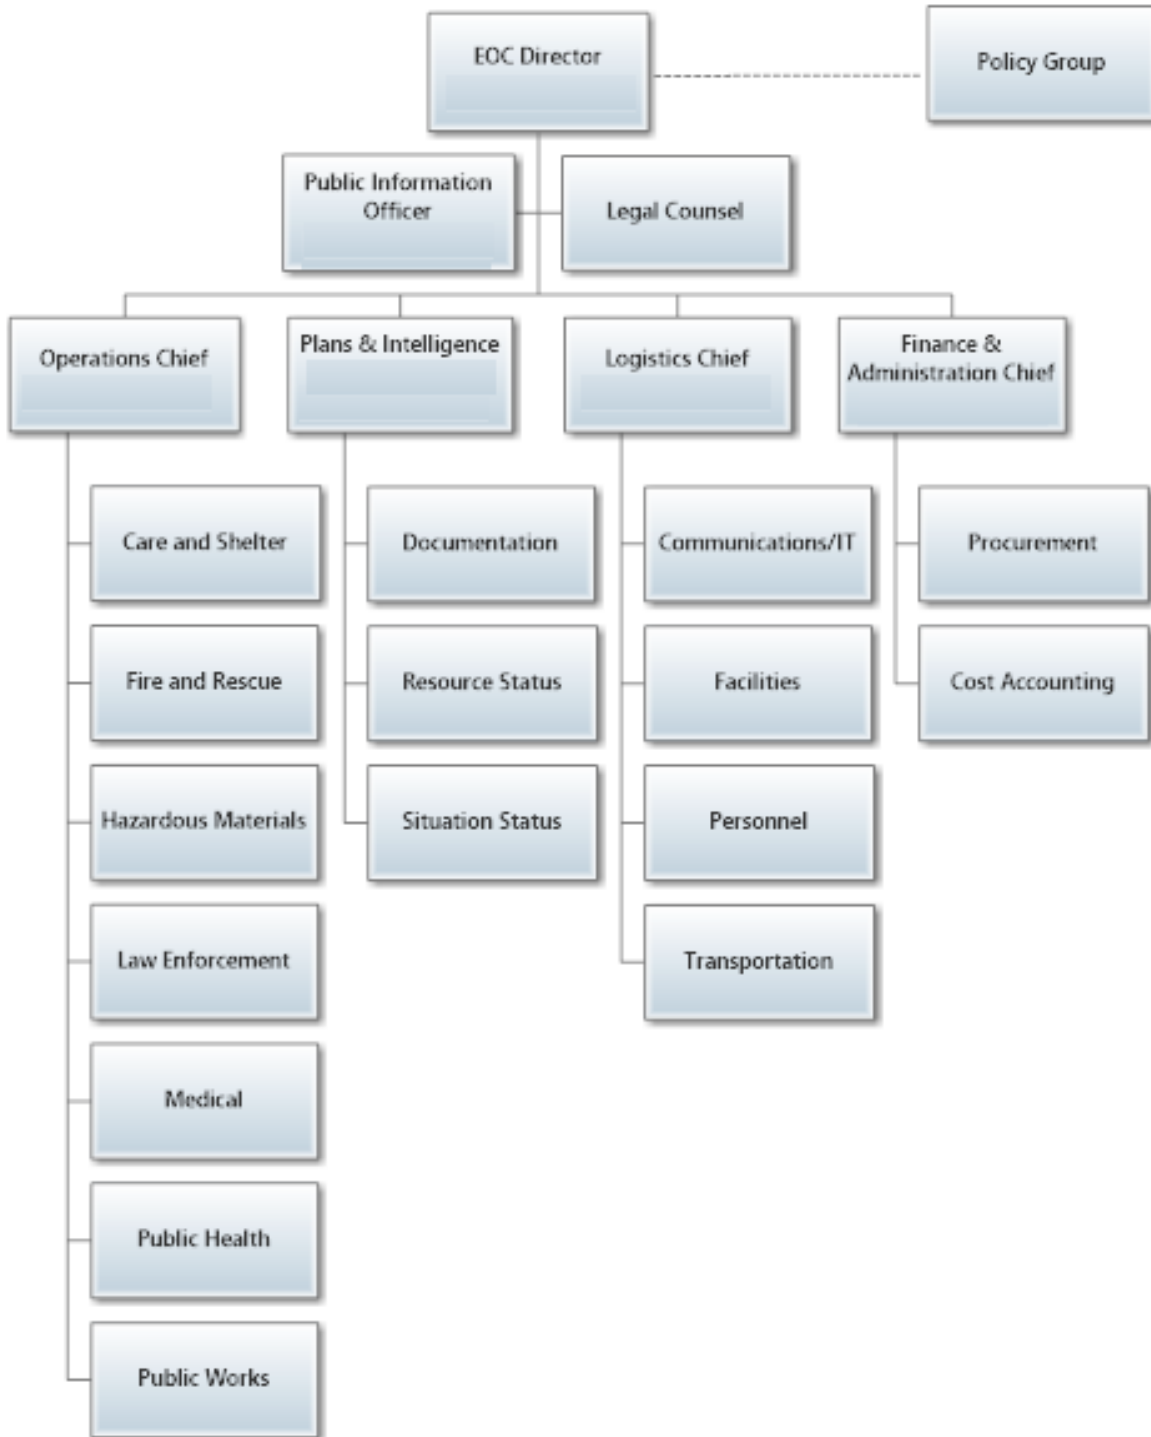 EOC Director
Policy Group
Public Information
Officer
Legal Counsel
Operations Chief
Plans & Intelligence
Logistics Chief
Finance &
Administration Chief
Care and Shelter
Documentation
Communications/IT
Procurement
Fire and Rescue
Resource Status
Facilities
Cost Accounting
Hazardous Materials
Situation Status
Personnel
Law Enforcement
Transportation
Medical
Public Health
Public Works